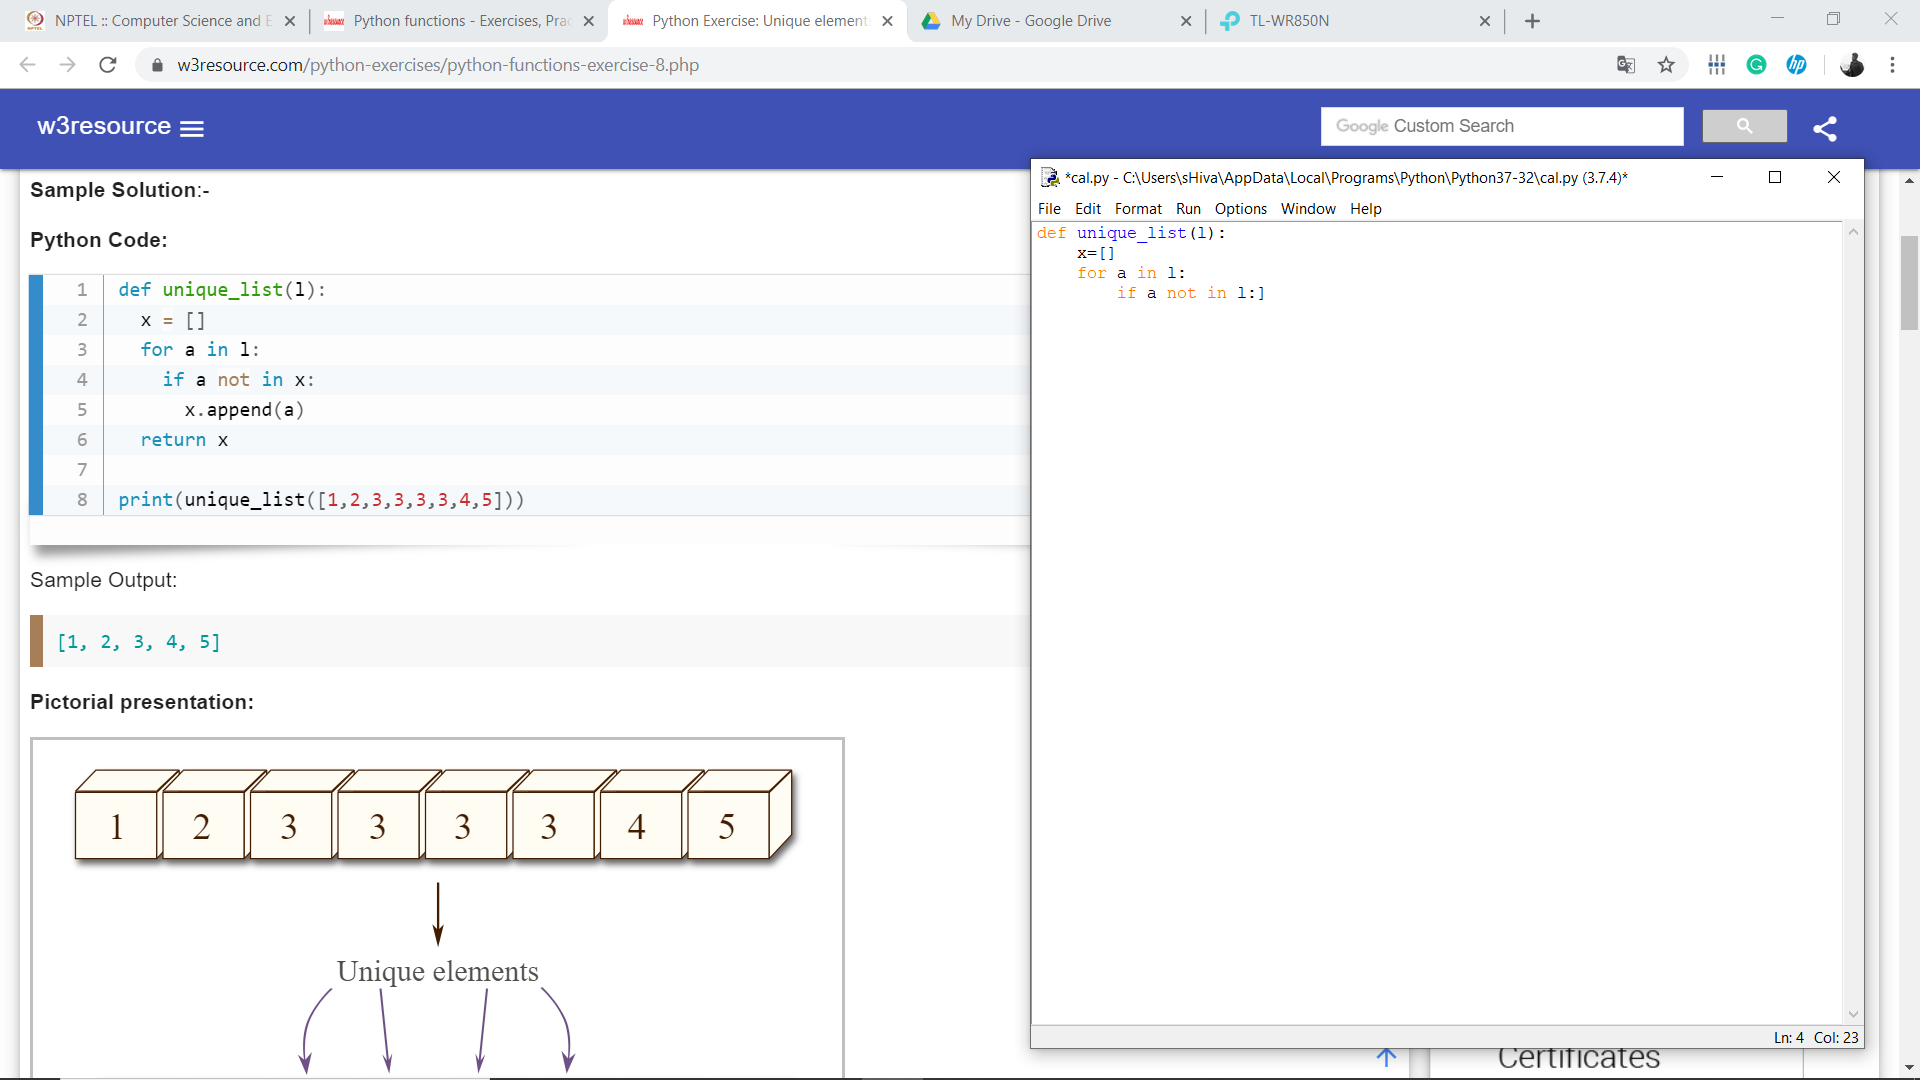 NPTEL :: Computer Science and E
Python functions - Exercises, Prac
Python Exercise: Unique element
My Drive - Google Drive
TL-WR850N
w3resource.com/python-exercises/python-functions-exercise-8.php
w3resource
Google Custom Search
Sample Solution:-
Python Code:
1 def unique_list(l):
2 x = []
3 for a in l:
4 if a not in x:
5 x.append(a)
6 return x
7
8 print(unique_list([1,2,3,3,3,3,4,5]))
Sample Output:
[1, 2, 3, 4, 5]
Pictorial presentation:
1 2 3 3 3 3 4 5
Unique elements
*cal.py - C:\Users\sHiva\AppData\Local\Programs\Python\Python37-32\cal.py (3.7.4)*
File Edit Format Run Options Window Help
def unique_list(l):
x=[]
for a in l:
if a not in l:]
Ln: 4 Col: 23
Certificates